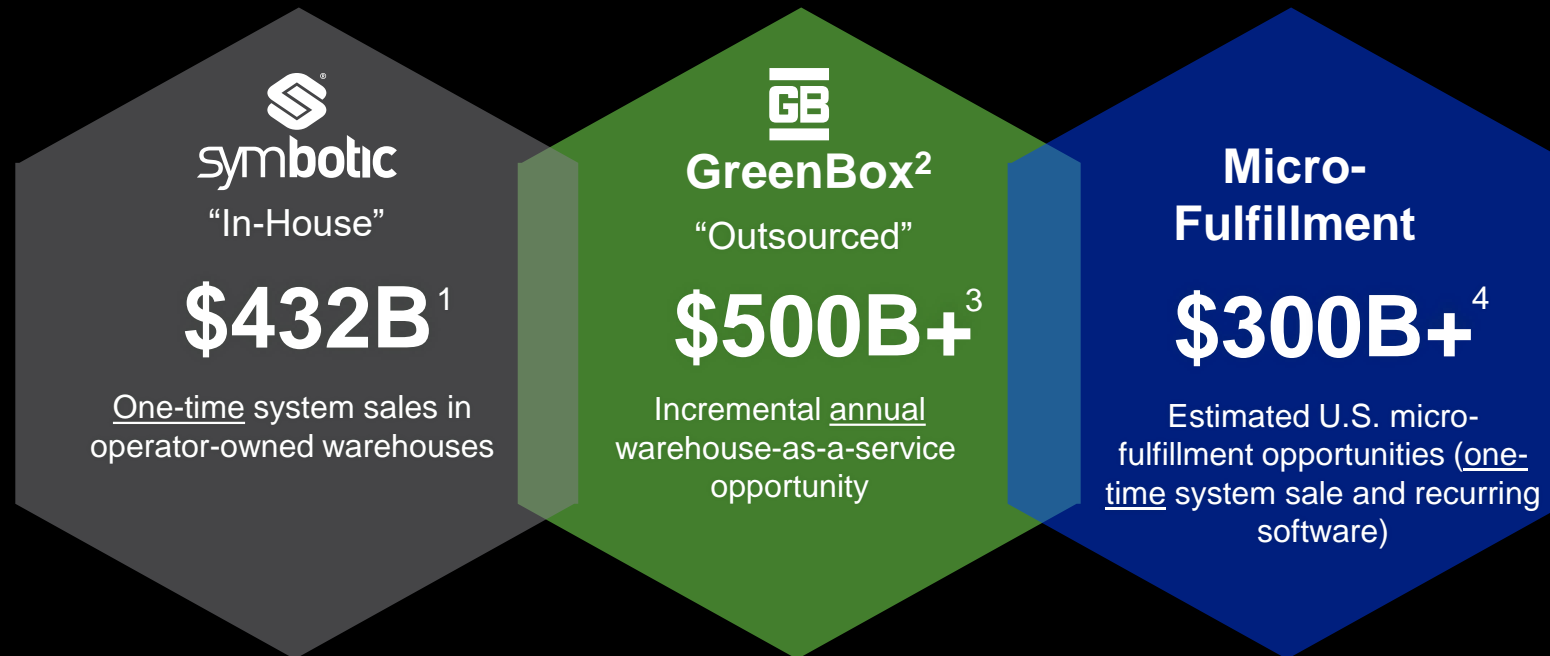 symbotic®
“In-House”
$432B¹
One-time system sales in
operator-owned warehouses
GB
GreenBox²
“Outsourced”
$500B+³
Incremental annual
warehouse-as-a-service
opportunity
Micro-
Fulfillment
$300B+⁴
Estimated U.S. micro-
fulfillment opportunities (one-
time system sale and recurring
software)